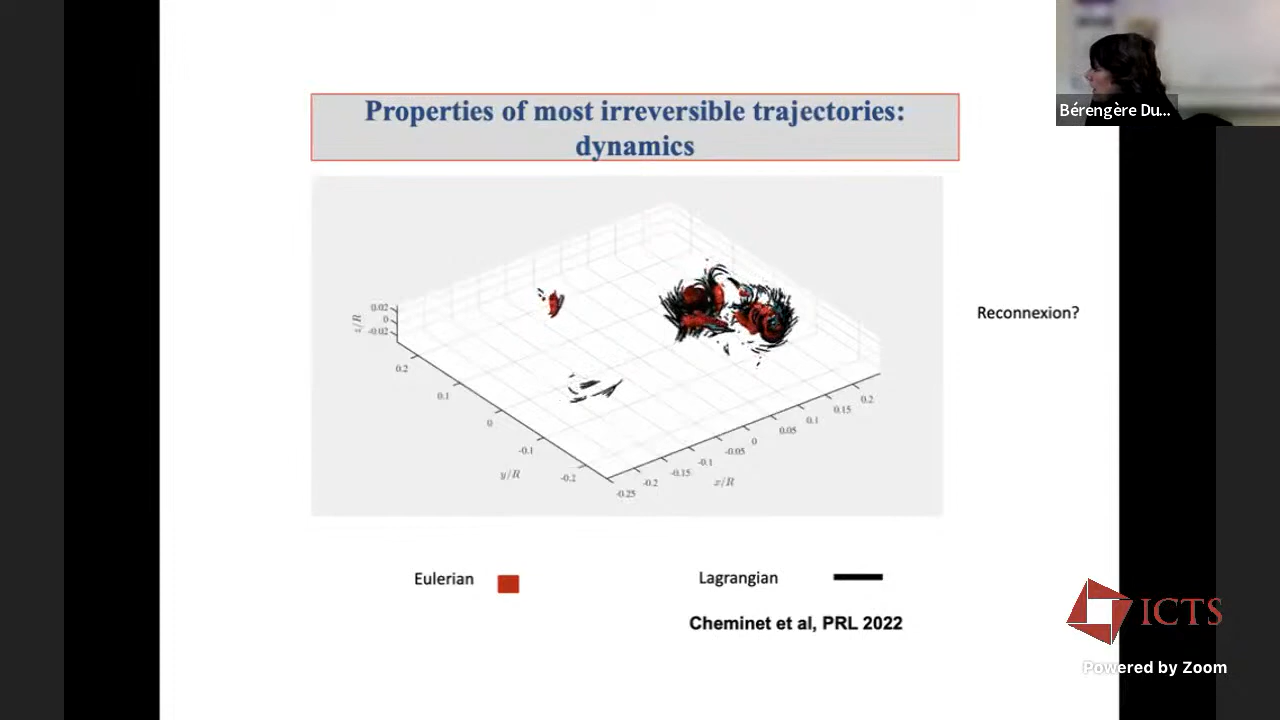 Properties of most irreversible trajectories:
dynamics
Bérengère Du...
Reconnexion?
0.02
0
-0.02
z/R
0.2
0.1
0
-0.1
-0.2
y/R
-0.25
-0.2
-0.15
-0.1
-0.05
0
0.05
0.1
0.15
0.2
x/R
Eulerian
Lagrangian
Cheminet et al, PRL 2022
ICTS
Powered by Zoom